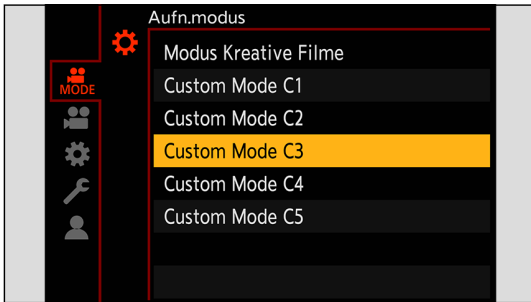 Aufn.modus
MODE
Modus Kreative Filme
Custom Mode C1
Custom Mode C2
Custom Mode C3
Custom Mode C4
Custom Mode C5